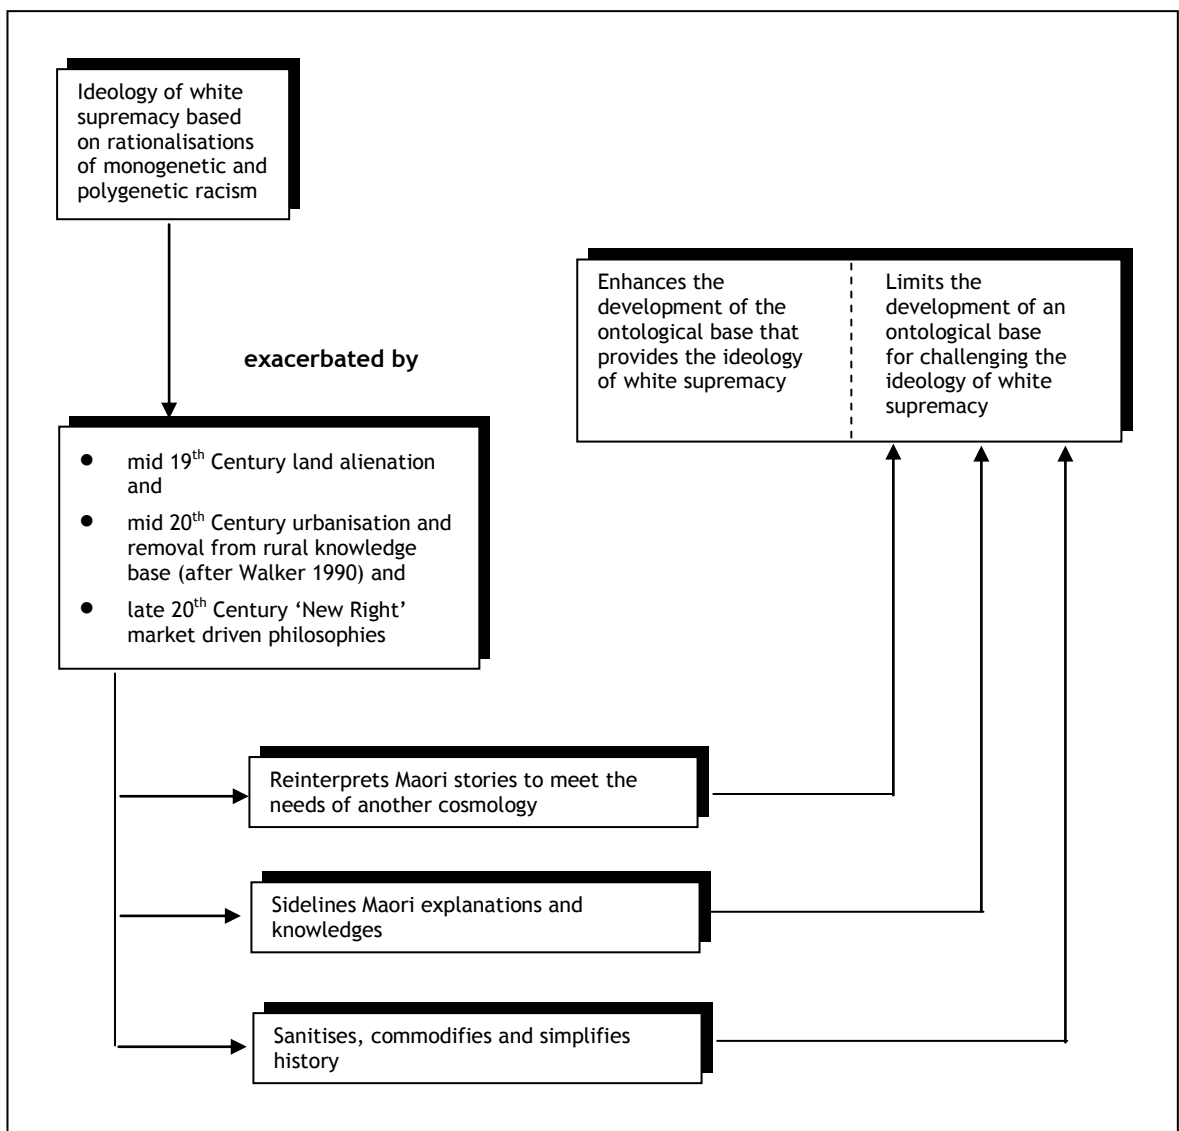 Ideology of white
supremacy based
on rationalisations
of monogenetic and
polygenetic racism
exacerbated by
● mid 19th Century land alienation
and
● mid 20th Century urbanisation and
removal from rural knowledge
base (after Walker 1990) and
● late 20th Century ‘New Right’
market driven philosophies
Reinterprets Maori stories to meet the
needs of another cosmology
Sidelines Maori explanations and
knowledges
Sanitises, commodifies and simplifies
history
Enhances the
development of the
ontological base that
provides the ideology
of white supremacy
Limits the
development of an
ontological base
for challenging the
ideology of white
supremacy